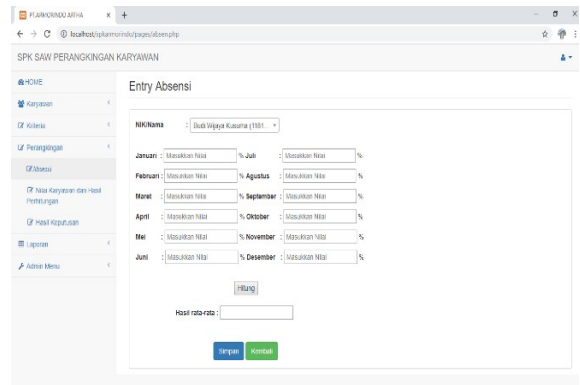 PT.ARMORINDO ARTHA
localhost/spkarmorindo/pages/absen.php
SPK SAW PERANGKINGAN KARYAWAN
HOME
Karyawan
Kriteria
Perangkingan
Absensi
Nilai Karyawan dan Hasil
Perhitungan
Hasil Keputusan
Laporan
Admin Menu
Entry Absensi
NIK/Nama : Budi Wijaya Kusuma (1181...
Januari : Masukkan Nilai % Juli : Masukkan Nilai %
Februari : Masukkan Nilai % Agustus : Masukkan Nilai %
Maret : Masukkan Nilai % September : Masukkan Nilai %
April : Masukkan Nilai % Oktober : Masukkan Nilai %
Mei : Masukkan Nilai % November : Masukkan Nilai %
Juni : Masukkan Nilai % Desember : Masukkan Nilai %
Hitung
Hasil rata-rata :
Simpan Kembali